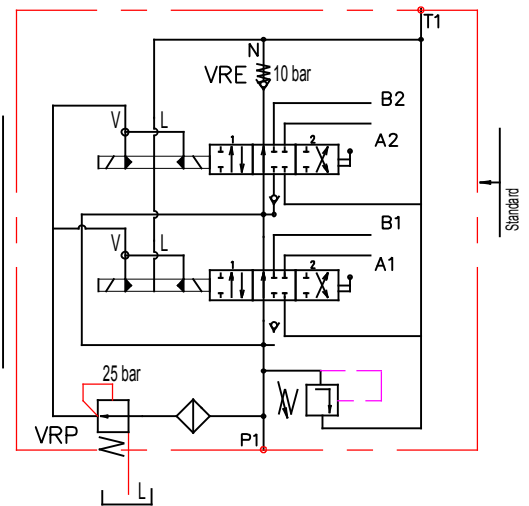 T1
N
VRE 10 bar
B2
V L
1 2
A2
Standard
B1
V L
1 2
A1
25 bar
VRP
P1
L